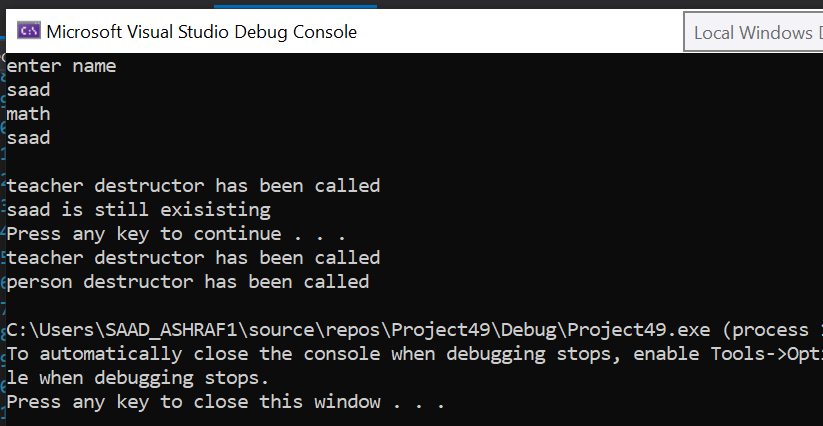 Microsoft Visual Studio Debug Console
Local Windows
enter name
saad
math
saad
teacher destructor has been called
saad is still exisisting
Press any key to continue . . .
teacher destructor has been called
person destructor has been called
C:\Users\SAAD_ASHRAF1\source\repos\Project49\Debug\Project49.exe (process
To automatically close the console when debugging stops, enable Tools->Opti
le when debugging stops.
Press any key to close this window . . .